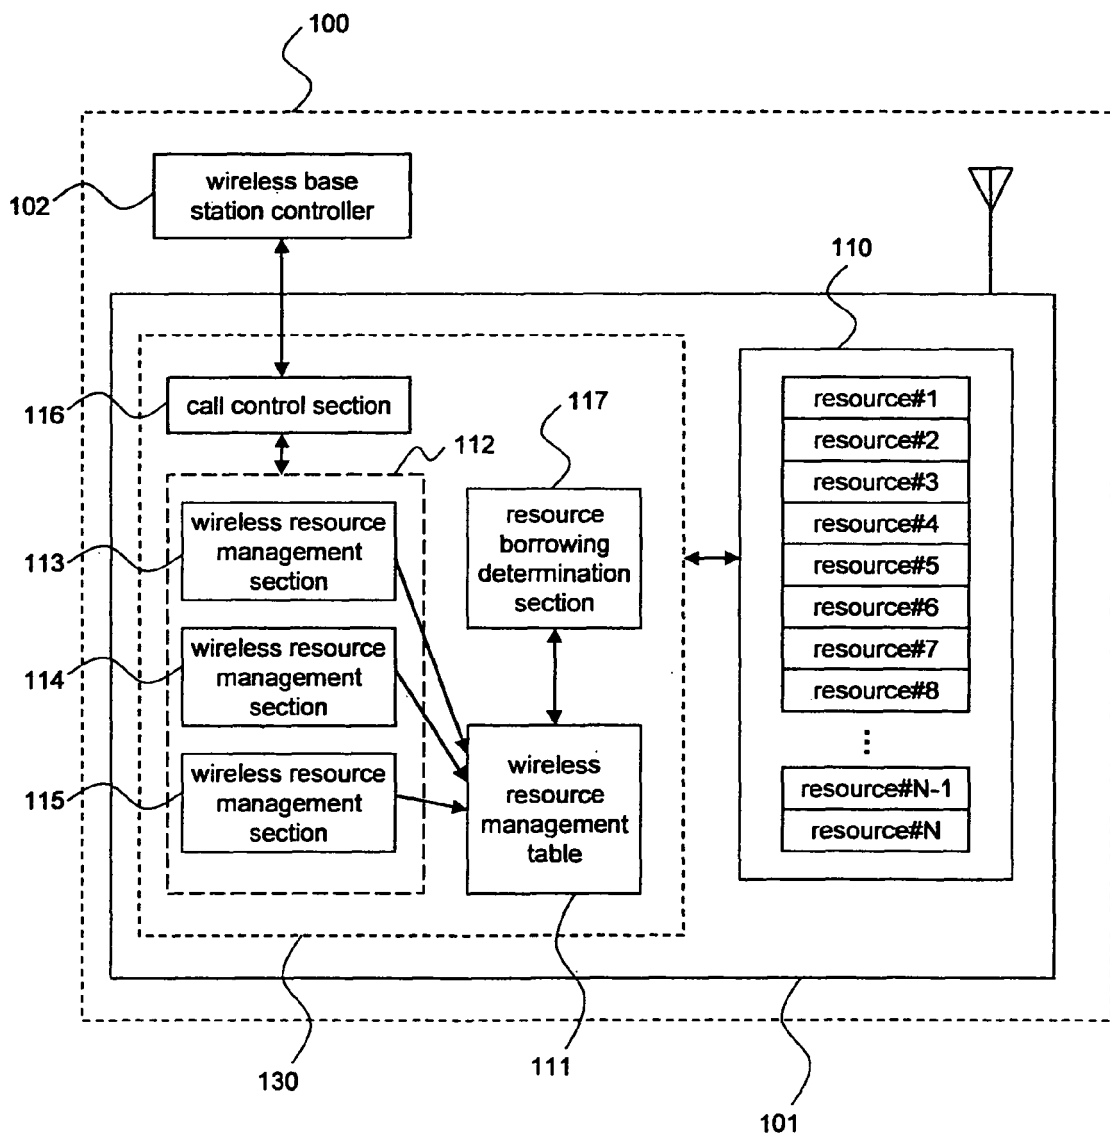 100
102
wireless base
station controller
110
116
call control section
117
112
113
wireless resource
management
section
resource
borrowing
determination
section
114
wireless resource
management
section
115
wireless resource
management
section
wireless
resource
management
table
resource#1
resource#2
resource#3
resource#4
resource#5
resource#6
resource#7
resource#8
⋮
resource#N-1
resource#N
130
111
101